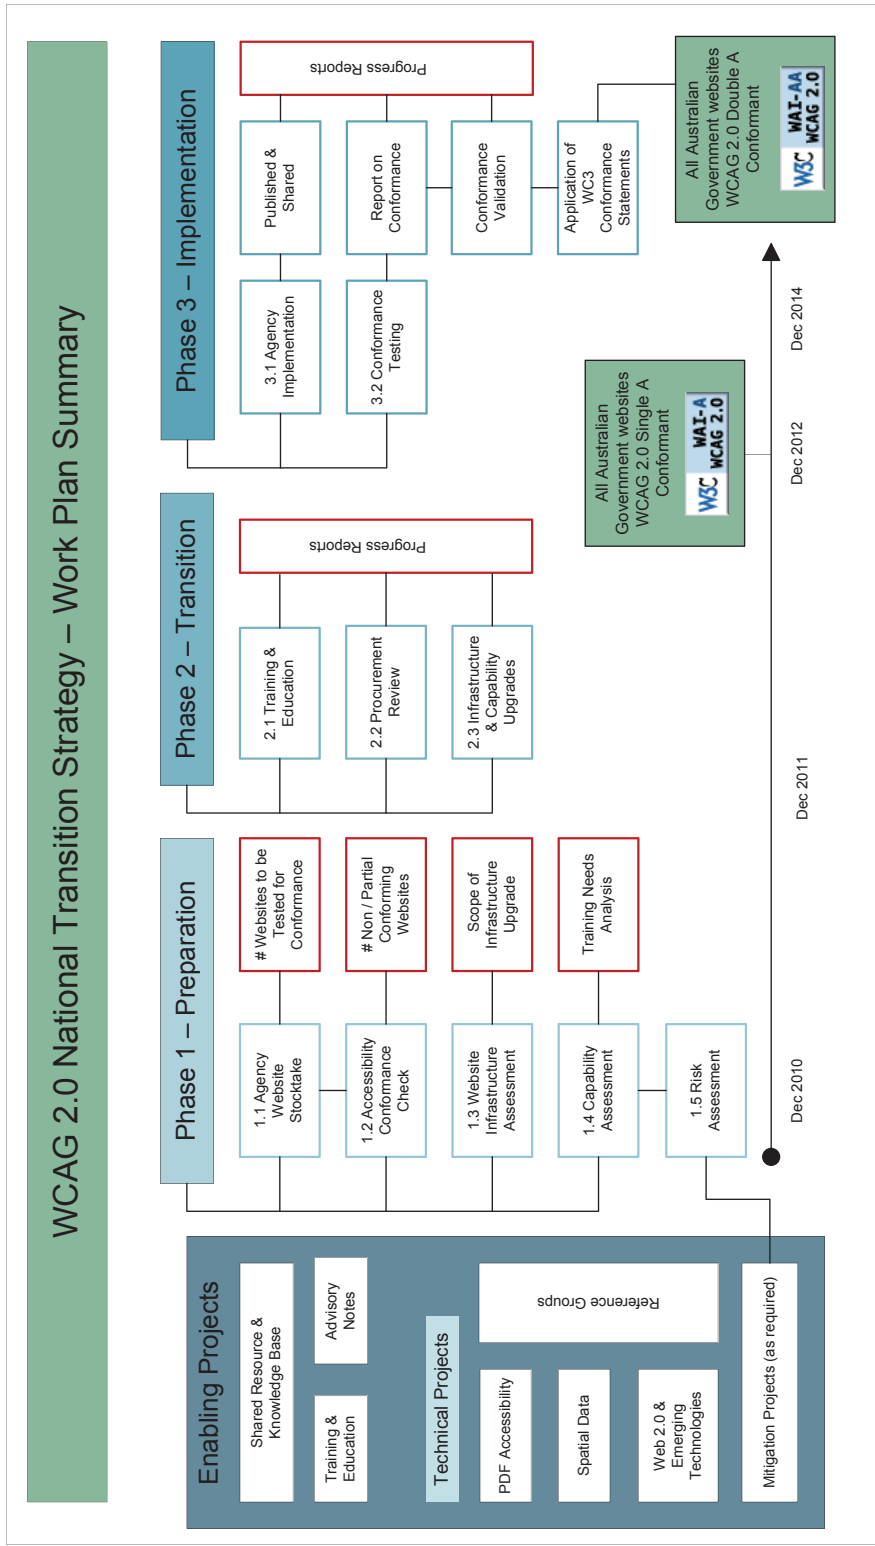 WCAG 2.0 National Transition Strategy – Work Plan Summary
Enabling Projects
Shared Resource &
Knowledge Base
Training &
Education
Advisory
Notes
Technical Projects
PDF Accessibility
Spatial Data
Web 2.0 &
Emerging
Technologies
Reference Groups
Mitigation Projects (as required)
Phase 1 – Preparation
1.1 Agency
Website
Stocktake
# Websites to be
Tested for
Conformance
1.2 Accessibility
Conformance
Check
# Non / Partial
Conforming
Websites
1.3 Website
Infrastructure
Assessment
Scope of
Infrastructure
Upgrade
1.4 Capability
Assessment
Training Needs
Analysis
1.5 Risk
Assessment
Phase 2 – Transition
2.1 Training &
Education
2.2 Procurement
Review
2.3 Infrastructure
& Capability
Upgrades
Progress Reports
Phase 3 – Implementation
3.1 Agency
Implementation
Published &
Shared
3.2 Conformance
Testing
Report on
Conformance
Conformance
Validation
Application of
WC3
Conformance
Statements
Progress Reports
All Australian
Government websites
WCAG 2.0 Single A
Conformant
W3C WAI-A
WCAG 2.0
All Australian
Government websites
WCAG 2.0 Double A
Conformant
W3C WAI-AA
WCAG 2.0
Dec 2010
Dec 2011
Dec 2012
Dec 2014